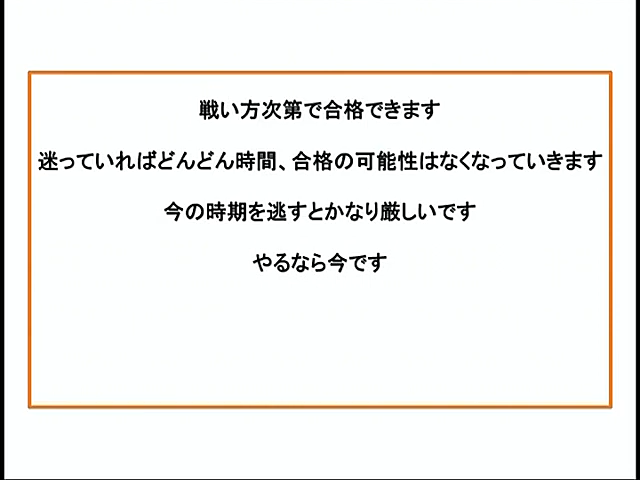 戦い方次第で合格できます
迷っていればどんどん時間、合格の可能性はなくなっていきます
今の時期を逃すとかなり厳しいです
やるなら今です